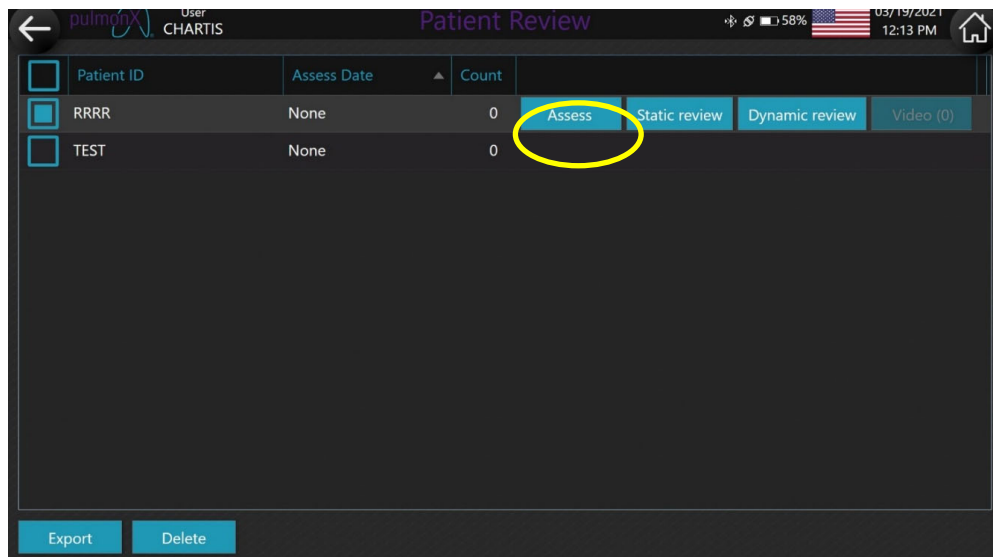 pulmonX User CHARTIS Patient Review 58% 03/19/2021 12:13 PM
Patient ID Assess Date Count
RRRR None 0 Assess Static review Dynamic review Video (0)
TEST None 0
Export Delete